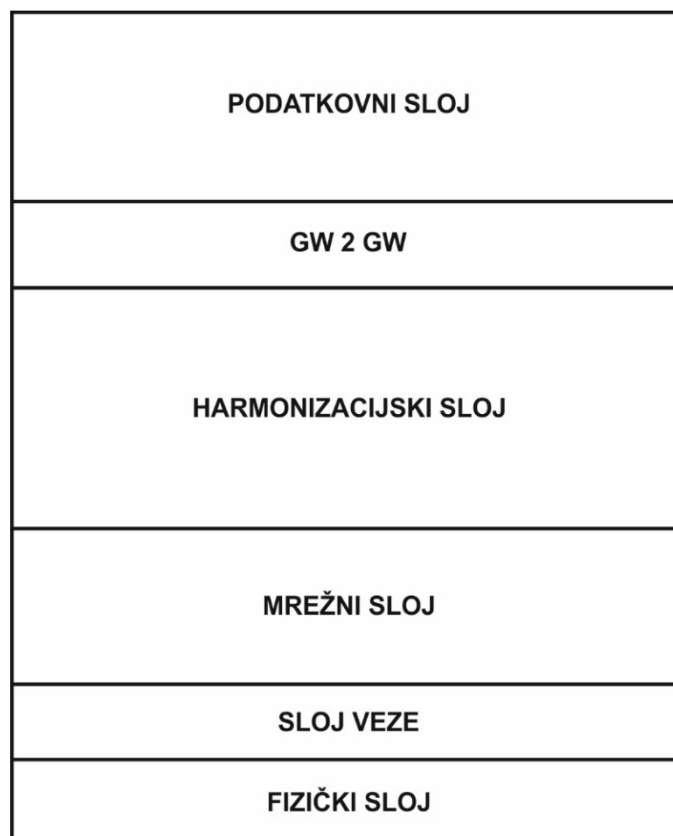 PODATKOVNI SLOJ
GW 2 GW
HARMONIZACIJSKI SLOJ
MREŽNI SLOJ
SLOJ VEZE
FIZIČKI SLOJ